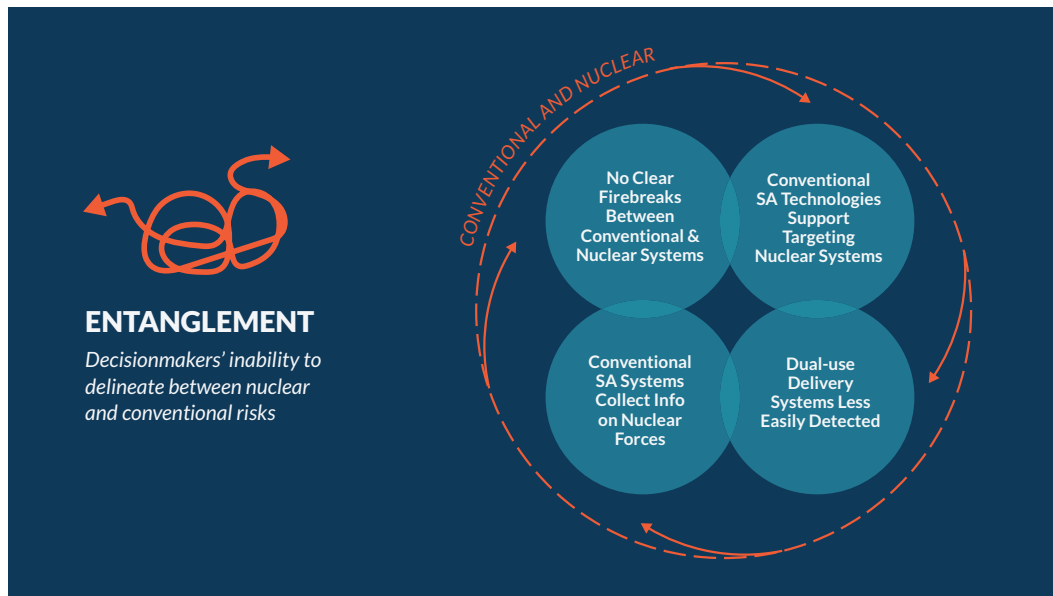 CONVENTIONAL AND NUCLEAR
No Clear
Firebreaks
Between
Conventional &
Nuclear Systems
Conventional
SA Technologies
Support
Targeting
Nuclear Systems
ENTANGLEMENT
Decisionmakers' inability to
delineate between nuclear
and conventional risks
Conventional
SA Systems
Collect Info
on Nuclear
Forces
Dual-use
Delivery
Systems Less
Easily Detected